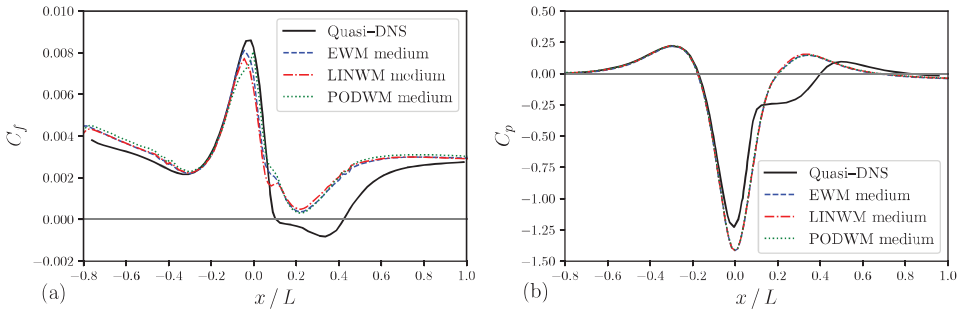 0.010
0.008
0.006
0.004
0.002
0.000
−0.002
C_f
Quasi−DNS
EWM medium
LINWM medium
PODWM medium
−0.8 −0.6 −0.4 −0.2 0.0 0.2 0.4 0.6 0.8 1.0
(a)
x / L
0.50
0.25
0.00
−0.25
−0.50
−0.75
−1.00
−1.25
−1.50
C_p
Quasi−DNS
EWM medium
LINWM medium
PODWM medium
−0.8 −0.6 −0.4 −0.2 0.0 0.2 0.4 0.6 0.8 1.0
(b)
x / L